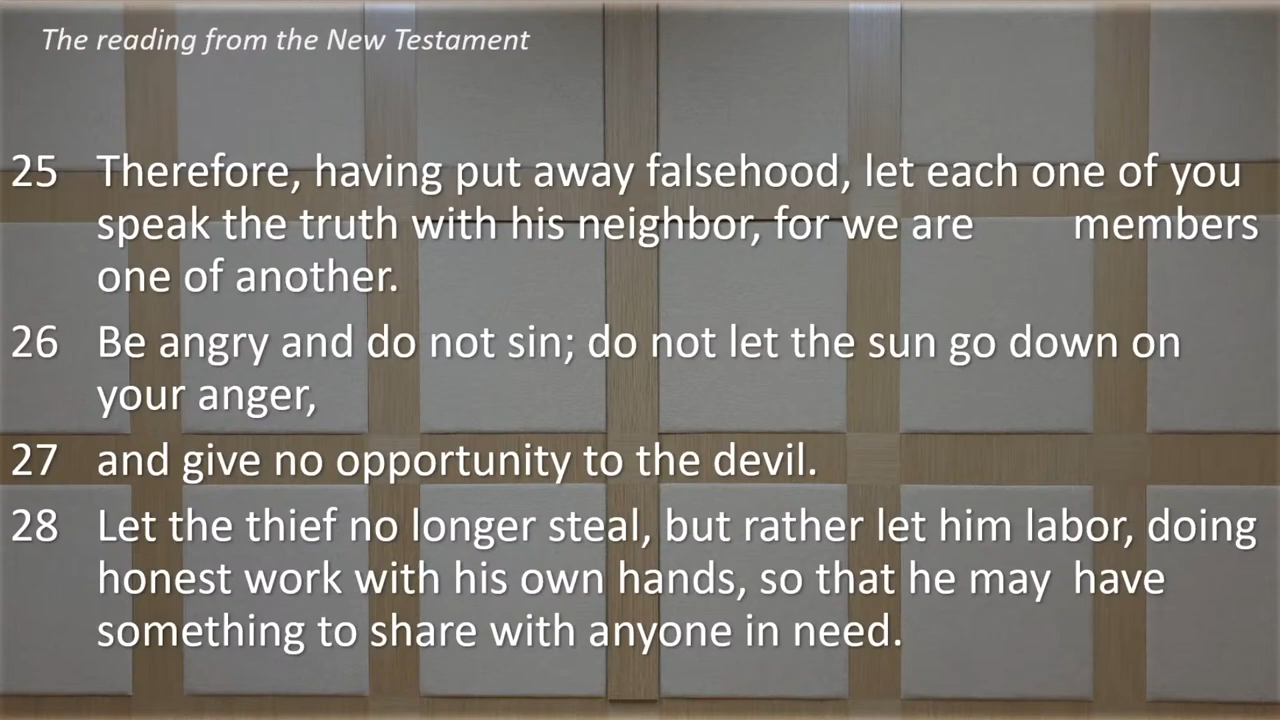 The reading from the New Testament
25 Therefore, having put away falsehood, let each one of you
speak the truth with his neighbor, for we are members
one of another.
26 Be angry and do not sin; do not let the sun go down on
your anger,
27 and give no opportunity to the devil.
28 Let the thief no longer steal, but rather let him labor, doing
honest work with his own hands, so that he may have
something to share with anyone in need.